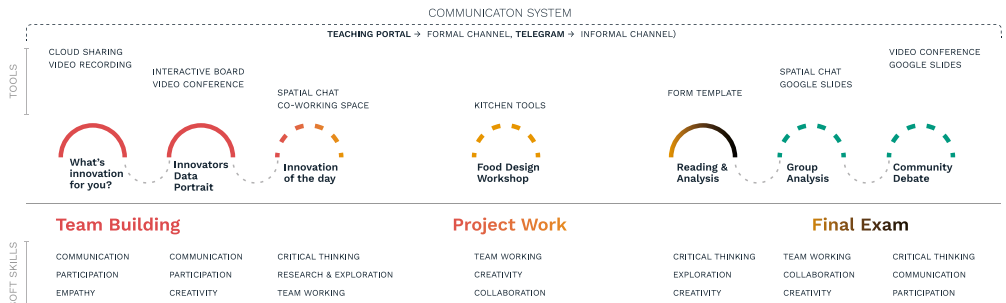 COMMUNICATON SYSTEM
TEACHING PORTAL → FORMAL CHANNEL, TELEGRAM → INFORMAL CHANNEL)
TOOLS
CLOUD SHARING
VIDEO RECORDING
INTERACTIVE BOARD
VIDEO CONFERENCE
SPATIAL CHAT
CO-WORKING SPACE
KITCHEN TOOLS
FORM TEMPLATE
SPATIAL CHAT
GOOGLE SLIDES
VIDEO CONFERENCE
GOOGLE SLIDES
What's
innovation
for you?
Innovators
Data
Portrait
Innovation
of the day
Food Design
Workshop
Reading &
Analysis
Group
Analysis
Community
Debate
Team Building
Project Work
Final Exam
SOFT SKILLS
COMMUNICATION
PARTICIPATION
EMPATHY
COMMUNICATION
PARTICIPATION
CREATIVITY
CRITICAL THINKING
RESEARCH & EXPLORATION
TEAM WORKING
TEAM WORKING
CREATIVITY
COLLABORATION
CRITICAL THINKING
EXPLORATION
CREATIVITY
TEAM WORKING
COLLABORATION
CREATIVITY
CRITICAL THINKING
COMMUNICATION
PARTICIPATION